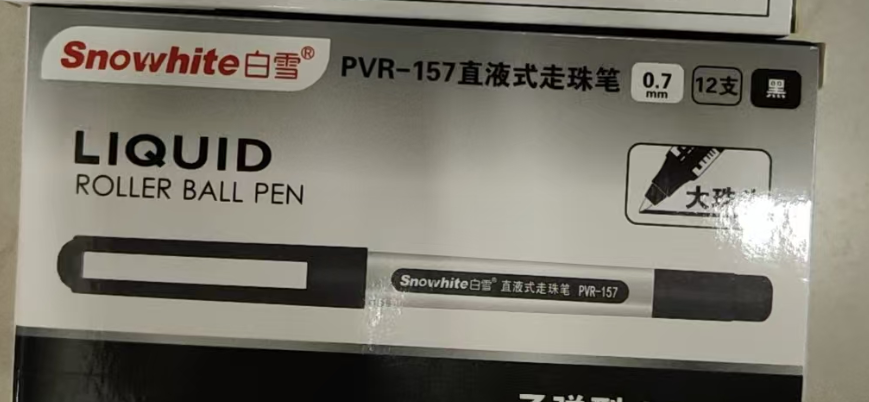 Snowhite白雪® PVR-157直液式走珠笔 0.7 mm 12支 黑
LIQUID
ROLLER BALL PEN
大珠
Snowhite白雪® 直液式走珠笔 PVR-157